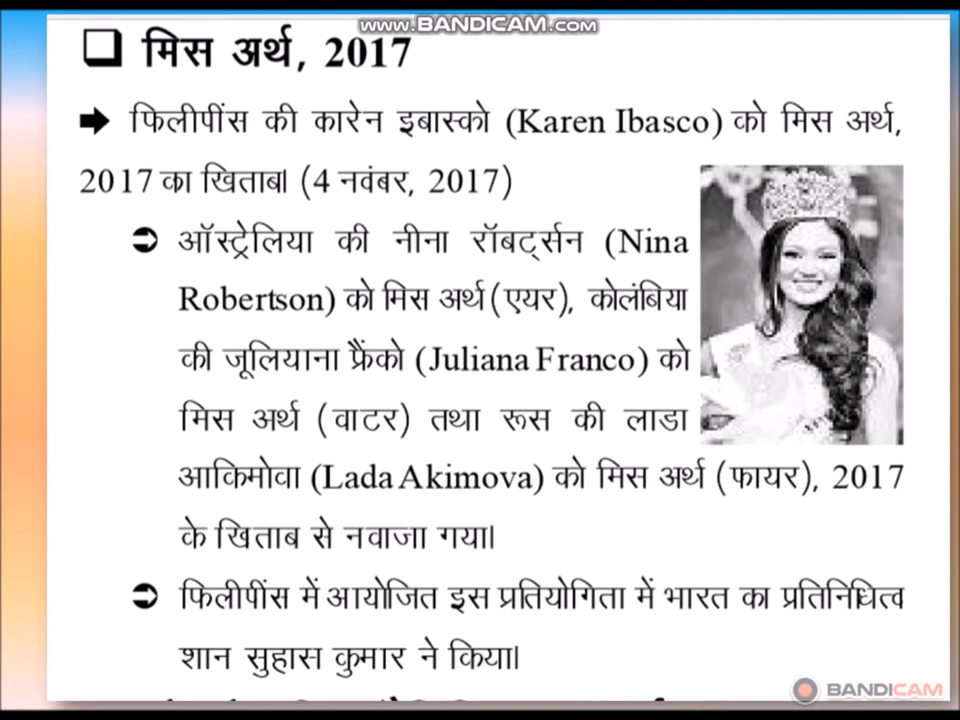 www.BANDICAM.com
❑ मिस अर्थ, 2017
➡ फिलीपींस की कारेन इबास्को (Karen Ibasco) को मिस अर्थ,
2017 का खिताब। (4 नवंबर, 2017)
➲ ऑस्ट्रेलिया की नीना रॉबर्ट्सन (Nina
Robertson) को मिस अर्थ (एयर), कोलंबिया
की जूलियाना फ्रैंको (Juliana Franco) को
मिस अर्थ (वाटर) तथा रूस की लाडा
आकिमोवा (Lada Akimova) को मिस अर्थ (फायर), 2017
के खिताब से नवाजा गया।
➲ फिलीपींस में आयोजित इस प्रतियोगिता में भारत का प्रतिनिधित्व
शान सुहास कुमार ने किया।
BANDICAM